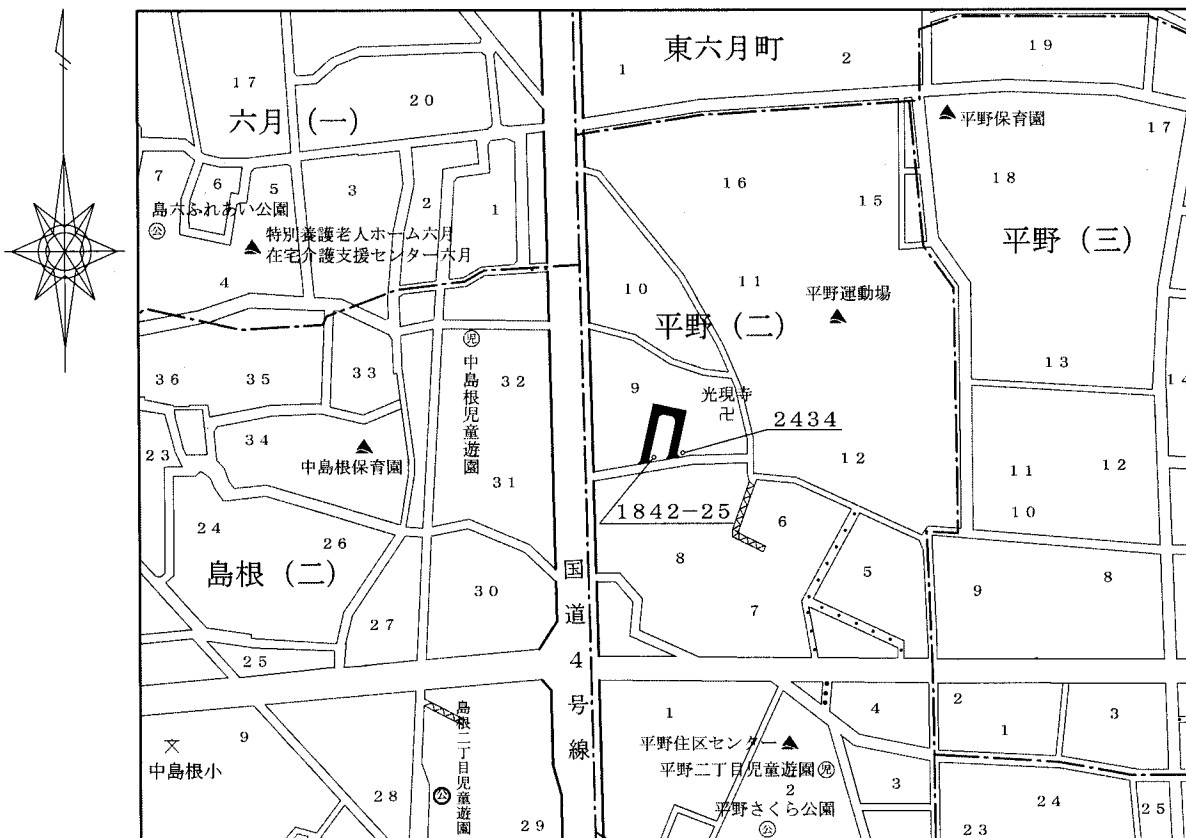 東六月町
1
2
19
17
20
六月（一）
平野保育園
17
7
6
5
3
2
1
16
15
18
島六ふれあい公園
公
特別養護老人ホーム六月
在宅介護支援センター六月
平野（三）
4
10
11
平野運動場
平野（二）
児
中島根児童遊園
36
35
33
32
13
14
9
光現寺
卍
2434
34
23
中島根保育園
12
11
12
31
10
1842-25
24
26
6
島根（二）
国道4号線
8
5
30
9
8
7
27
25
島根二丁目児童遊園
公
1
4
2
1
3
9
文
中島根小
平野住区センター
平野二丁目児童遊園
児
2
3
平野さくら公園
公
28
29
24
25
23